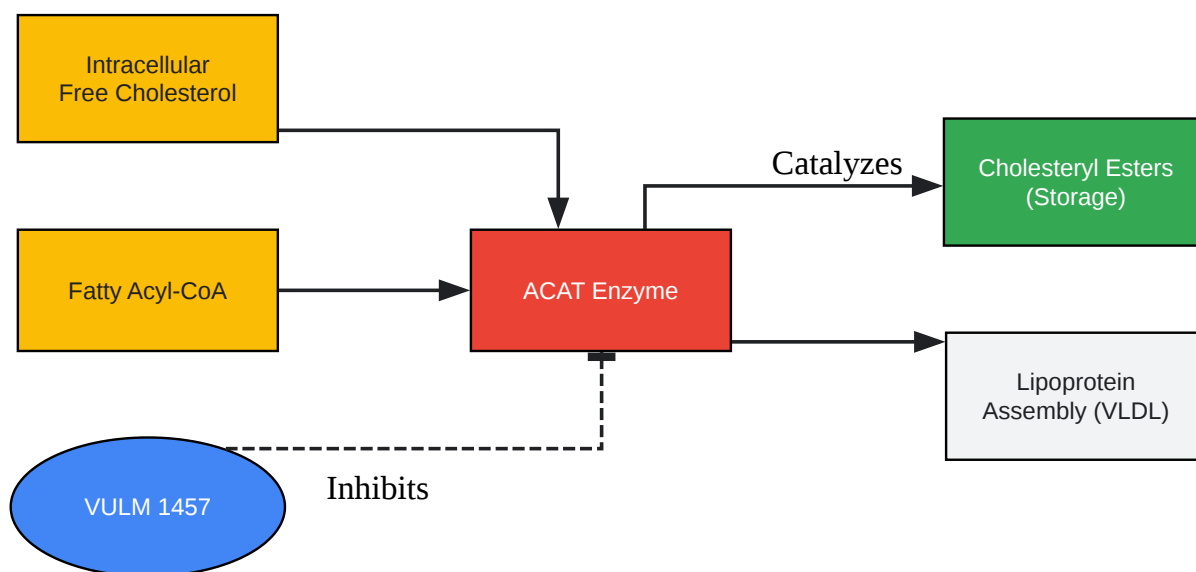 Intracellular
Free Cholesterol
Catalyzes
Cholesteryl Esters
(Storage)
Fatty Acyl-CoA
ACAT Enzyme
Lipoprotein
Assembly (VLDL)
Inhibits
VULM 1457